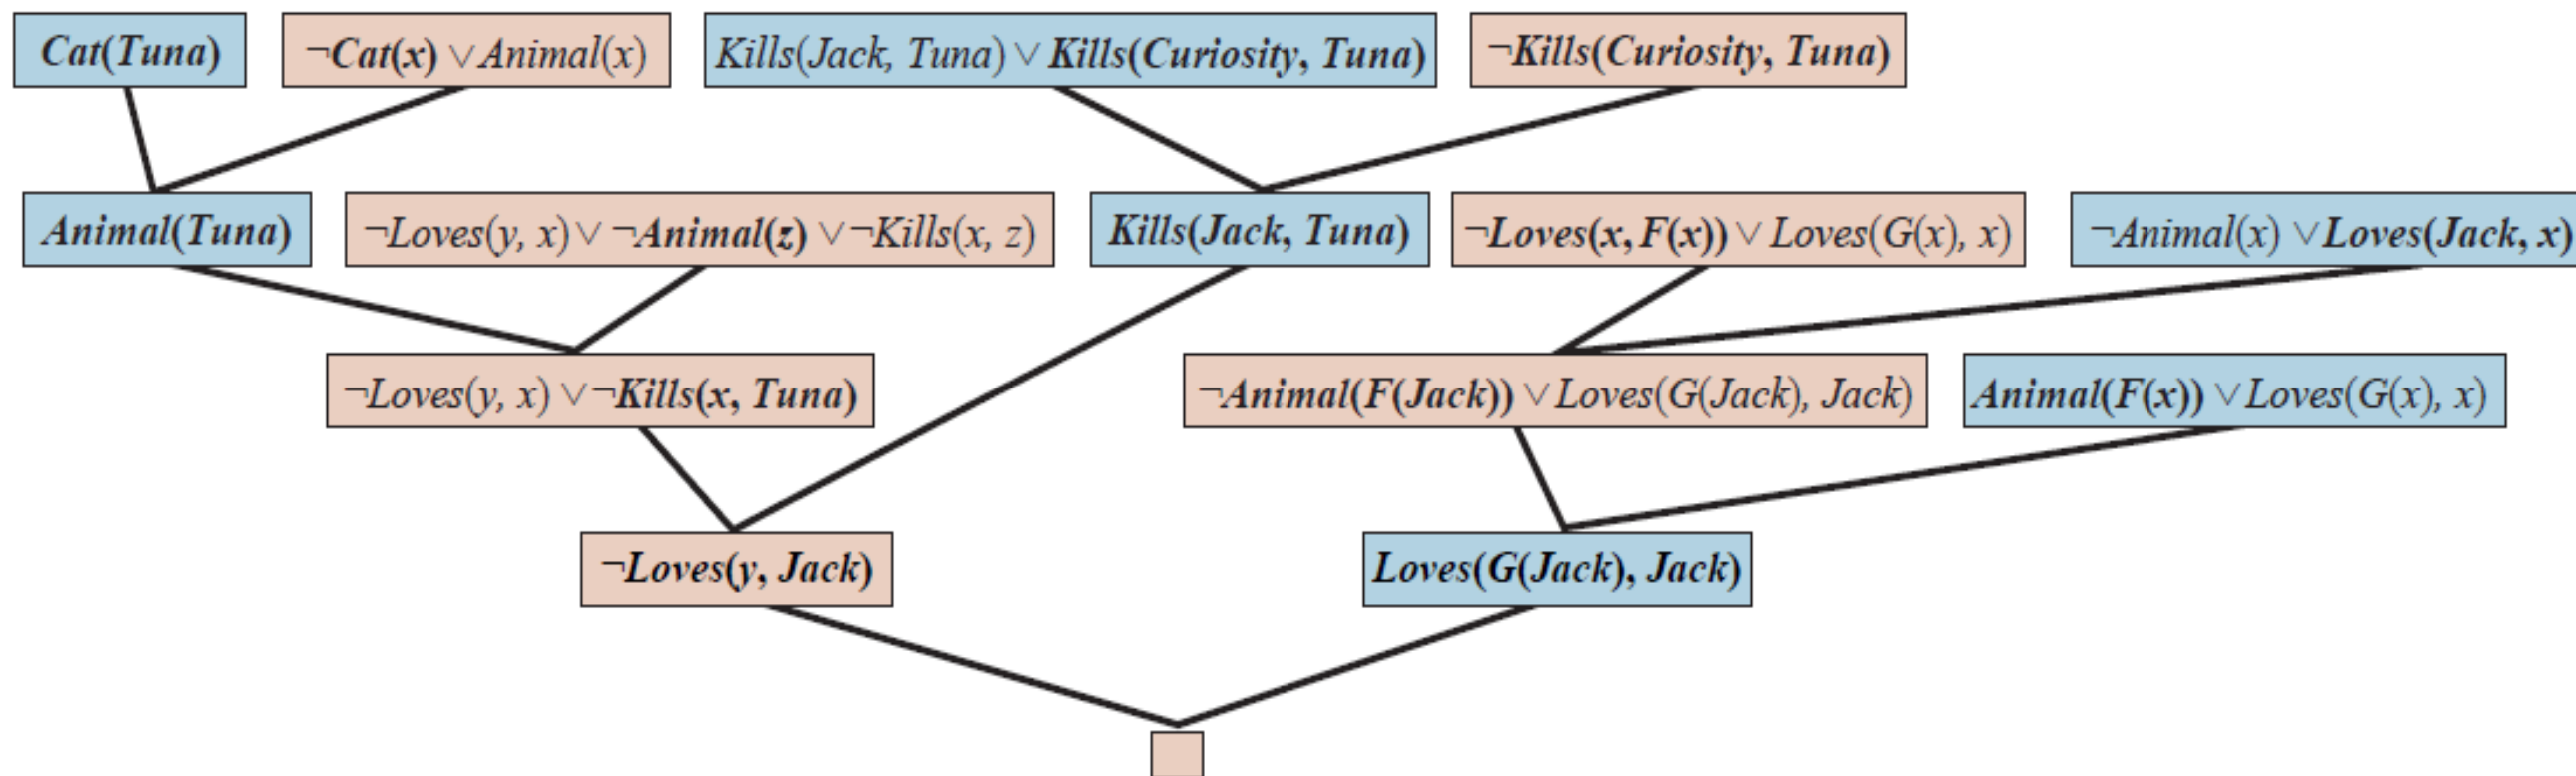 Cat(Tuna)
¬Cat(x) ∨Animal(x)
Kills(Jack, Tuna) ∨ Kills(Curiosity, Tuna)
¬Kills(Curiosity, Tuna)
Animal(Tuna)
¬Loves(y, x)∨ ¬Animal(z) ∨¬Kills(x, z)
Kills(Jack, Tuna)
¬Loves(x, F(x)) ∨ Loves(G(x), x)
¬Animal(x) ∨Loves(Jack, x)
¬Loves(y, x) ∨¬Kills(x, Tuna)
¬Animal(F(Jack)) ∨Loves(G(Jack), Jack)
Animal(F(x)) ∨Loves(G(x), x)
¬Loves(y, Jack)
Loves(G(Jack), Jack)